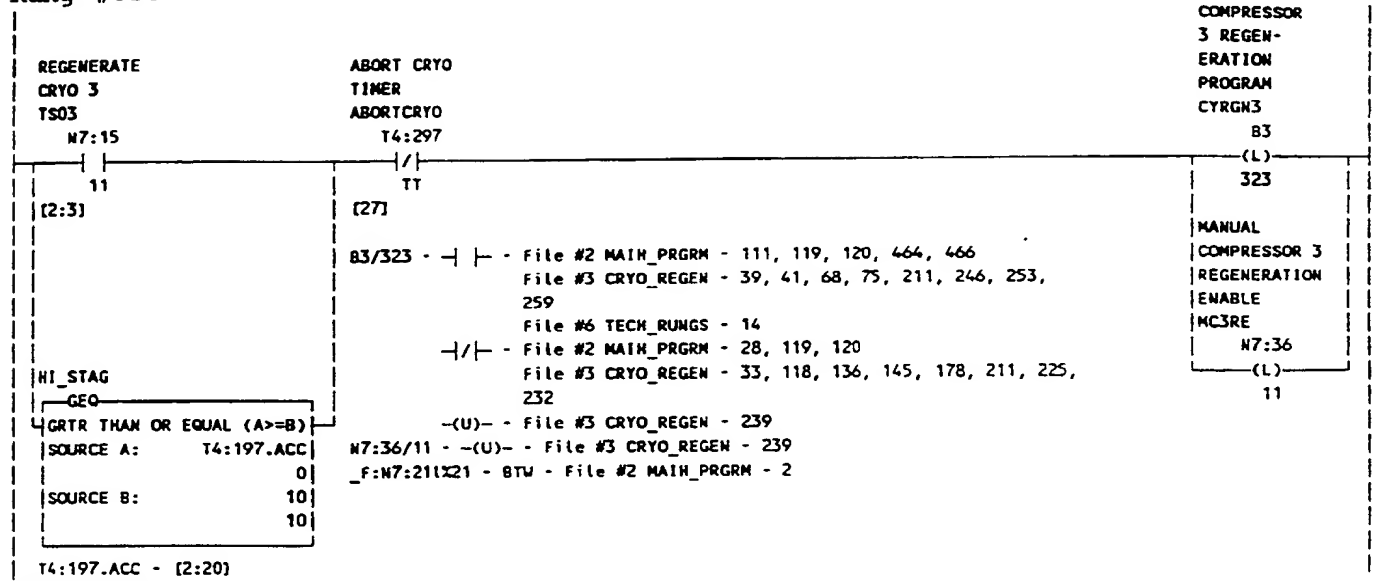 COMPRESSOR
3 REGEN-
ERATION
PROGRAM
CYRGN3
B3
(L)
323
REGENERATE
CRYO 3
TS03
N7:15
11
[2:3]
ABORT CRYO
TIMER
ABORTCRYO
T4:297
/
TT
[27]
B3/323 - ─┤ ├─ - File #2 MAIN_PRGRM - 111, 119, 120, 464, 466
File #3 CRYO_REGEN - 39, 41, 68, 75, 211, 246, 253,
259
File #6 TECH_RUNGS - 14
─┤/├─ - File #2 MAIN_PRGRM - 28, 119, 120
File #3 CRYO_REGEN - 33, 118, 136, 145, 178, 211, 225,
232
-(U)- - File #3 CRYO_REGEN - 239
N7:36/11 - -(U)- - File #3 CRYO_REGEN - 239
_F:N7:211%21 - BTW - File #2 MAIN_PRGRM - 2
MANUAL
COMPRESSOR 3
REGENERATION
ENABLE
MC3RE
N7:36
(L)
11
HI_STAG
GEQ
GRTR THAN OR EQUAL (A>=B)
SOURCE A: T4:197.ACC
0
SOURCE B: 10
10
T4:197.ACC - [2:20]